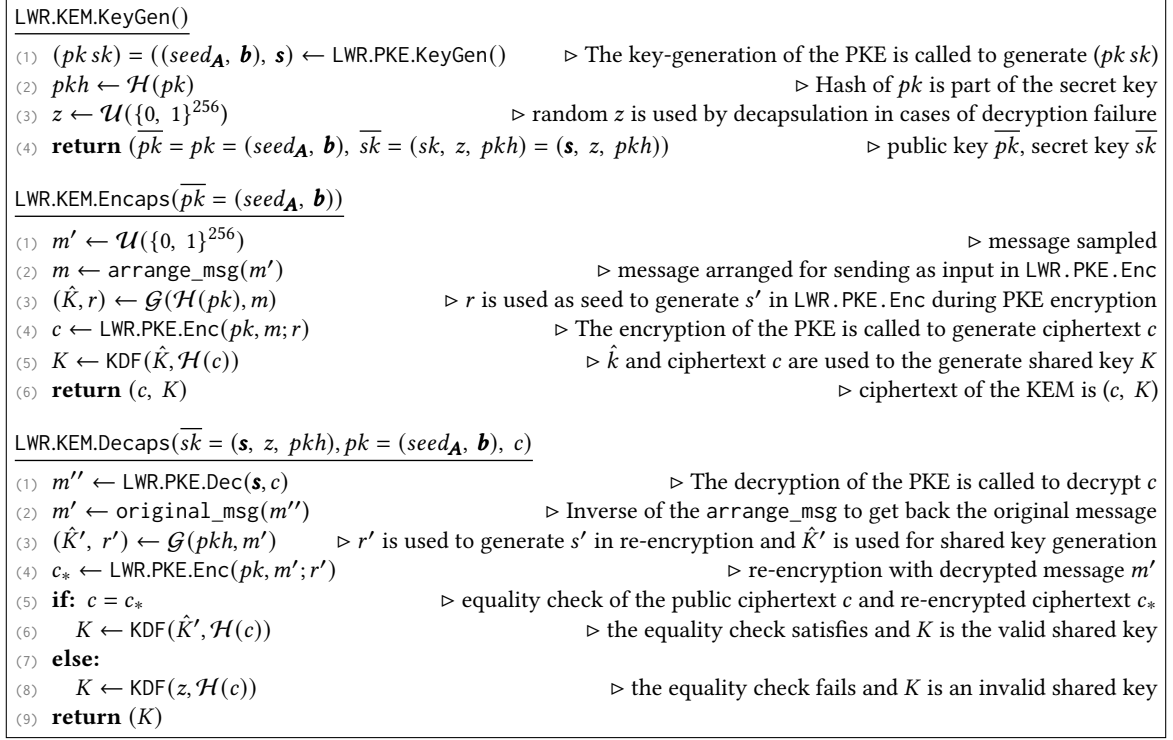 LWR.KEM.KeyGen()
(1) (pk sk) = ((seed_A, b), s) ← LWR.PKE.KeyGen() ▷ The key-generation of the PKE is called to generate (pk sk)
(2) pkh ← H(pk) ▷ Hash of pk is part of the secret key
(3) z ← U({0, 1}^256) ▷ random z is used by decapsulation in cases of decryption failure
(4) return (p̅k̅ = pk = (seed_A, b), s̅k̅ = (sk, z, pkh) = (s, z, pkh)) ▷ public key p̅k̅, secret key s̅k̅
LWR.KEM.Encaps(p̅k̅ = (seed_A, b))
(1) m′ ← U({0, 1}^256) ▷ message sampled
(2) m ← arrange_msg(m′) ▷ message arranged for sending as input in LWR.PKE.Enc
(3) (K̂, r) ← G(H(pk), m) ▷ r is used as seed to generate s′ in LWR.PKE.Enc during PKE encryption
(4) c ← LWR.PKE.Enc(pk, m; r) ▷ The encryption of the PKE is called to generate ciphertext c
(5) K ← KDF(K̂, H(c)) ▷ k̂ and ciphertext c are used to the generate shared key K
(6) return (c, K) ▷ ciphertext of the KEM is (c, K)
LWR.KEM.Decaps(s̅k̅ = (s, z, pkh), pk = (seed_A, b), c)
(1) m′′ ← LWR.PKE.Dec(s, c) ▷ The decryption of the PKE is called to decrypt c
(2) m′ ← original_msg(m′′) ▷ Inverse of the arrange_msg to get back the original message
(3) (K̂′, r′) ← G(pkh, m′) ▷ r′ is used to generate s′ in re-encryption and K̂′ is used for shared key generation
(4) c_* ← LWR.PKE.Enc(pk, m′; r′) ▷ re-encryption with decrypted message m′
(5) if: c = c_* ▷ equality check of the public ciphertext c and re-encrypted ciphertext c_*
(6) K ← KDF(K̂′, H(c)) ▷ the equality check satisfies and K is the valid shared key
(7) else:
(8) K ← KDF(z, H(c)) ▷ the equality check fails and K is an invalid shared key
(9) return (K)